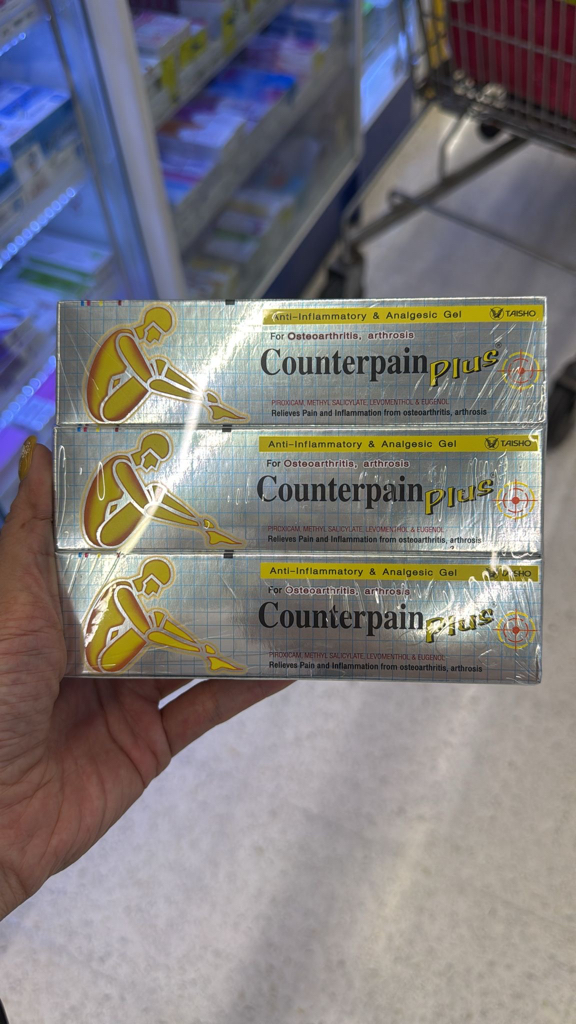 Anti-Inflammatory & Analgesic Gel
TAISHO
For Osteoarthritis, arthrosis
Counterpain Plus
PIROXICAM, METHYL SALICYLATE, LEVOMENTHOL & EUGENOL
Relieves Pain and Inflammation from osteoarthritis, arthrosis
Anti-Inflammatory & Analgesic Gel
TAISHO
For Osteoarthritis, arthrosis
Counterpain Plus
PIROXICAM, METHYL SALICYLATE, LEVOMENTHOL & EUGENOL
Relieves Pain and Inflammation from osteoarthritis, arthrosis
Anti-Inflammatory & Analgesic Gel
TAISHO
For Osteoarthritis, arthrosis
Counterpain Plus
PIROXICAM, METHYL SALICYLATE, LEVOMENTHOL & EUGENOL
Relieves Pain and Inflammation from osteoarthritis, arthrosis